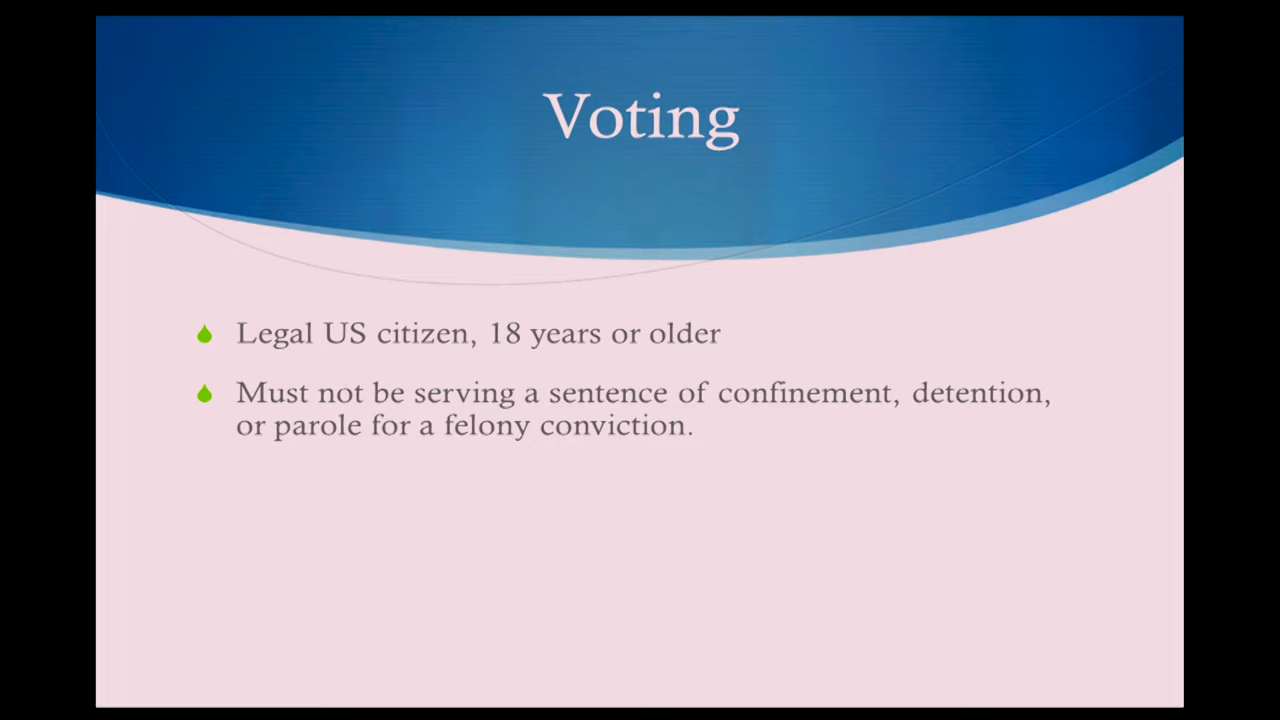 Voting
Legal US citizen, 18 years or older
Must not be serving a sentence of confinement, detention,
or parole for a felony conviction.